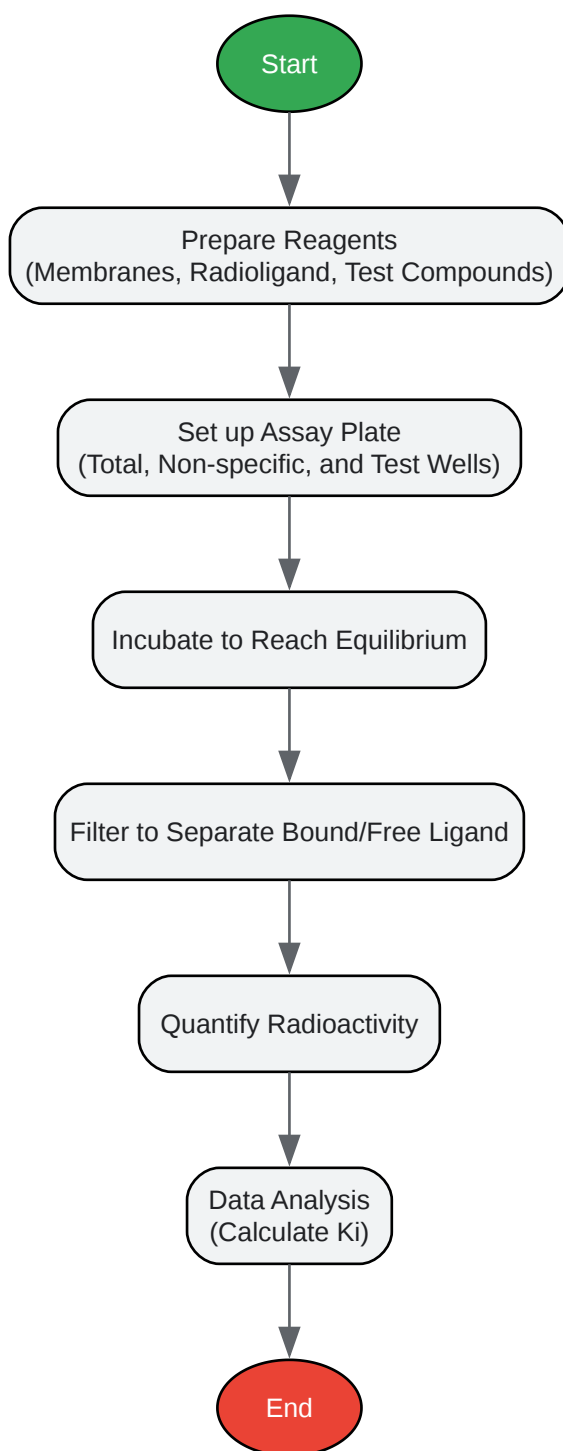 Start
Prepare Reagents
(Membranes, Radioligand, Test Compounds)
Set up Assay Plate
(Total, Non-specific, and Test Wells)
Incubate to Reach Equilibrium
Filter to Separate Bound/Free Ligand
Quantify Radioactivity
Data Analysis
(Calculate Ki)
End